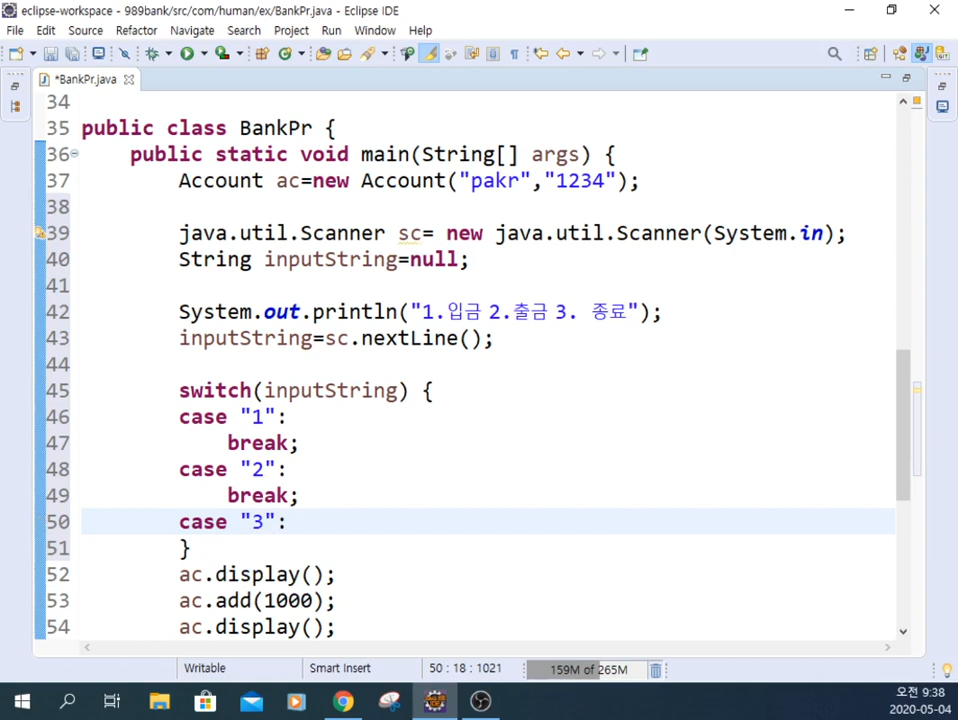 eclipse-workspace - 989bank/src/com/human/ex/BankPr.java - Eclipse IDE
File Edit Source Refactor Navigate Search Project Run Window Help
*BankPr.java
34
35 public class BankPr {
36 public static void main(String[] args) {
37 Account ac=new Account("pakr","1234");
38
39 java.util.Scanner sc= new java.util.Scanner(System.in);
40 String inputString=null;
41
42 System.out.println("1.입금 2.출금 3. 종료");
43 inputString=sc.nextLine();
44
45 switch(inputString) {
46 case "1":
47 break;
48 case "2":
49 break;
50 case "3":
51 }
52 ac.display();
53 ac.add(1000);
54 ac.display();
Writable Smart Insert 50 : 18 : 1021 159M of 265M
오전 9:38
2020-05-04